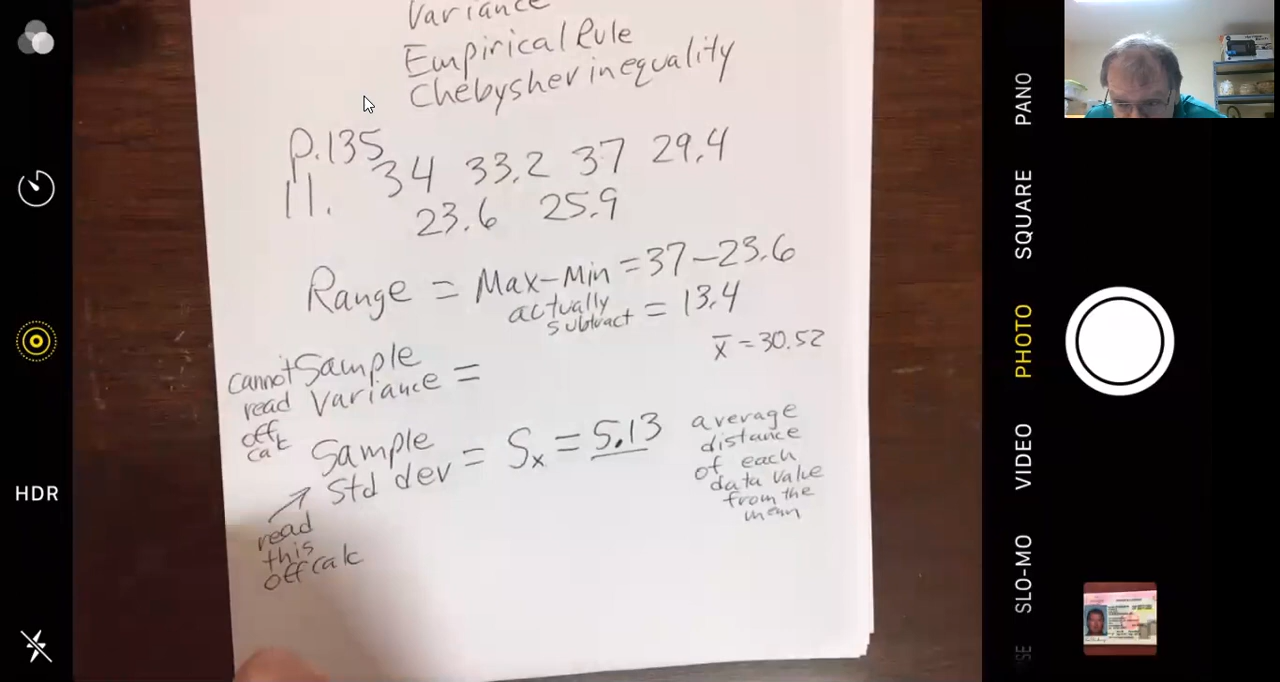 Variance
Empirical Rule
Chebysher inequality
p.135
11. 34 33.2 37 29.4
23.6 25.9
Range = Max-Min = 37-23.6
actually
subtract = 13.4
x̄ = 30.52
cannot
read
off
calc
Sample
Variance =
Sample
Std dev = Sx = 5.13
average
distance
of each
data value
from the
mean
read
this
off calc
HDR
PANO
SQUARE
PHOTO
VIDEO
SLO-MO
SE